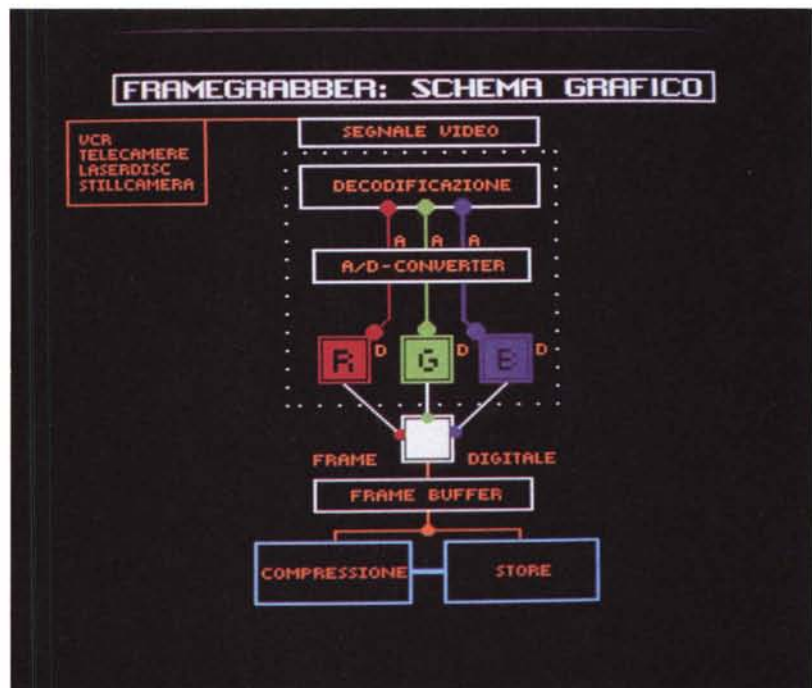 FRAMEGRABBER: SCHEMA GRAFICO
VCR
TELECAMERE
LASERDISC
STILLCAMERA
SEGNALE VIDEO
DECODIFICAZIONE
A A A
A/D-CONVERTER
R D G D B D
FRAME DIGITALE
FRAME BUFFER
COMPRESSIONE STORE